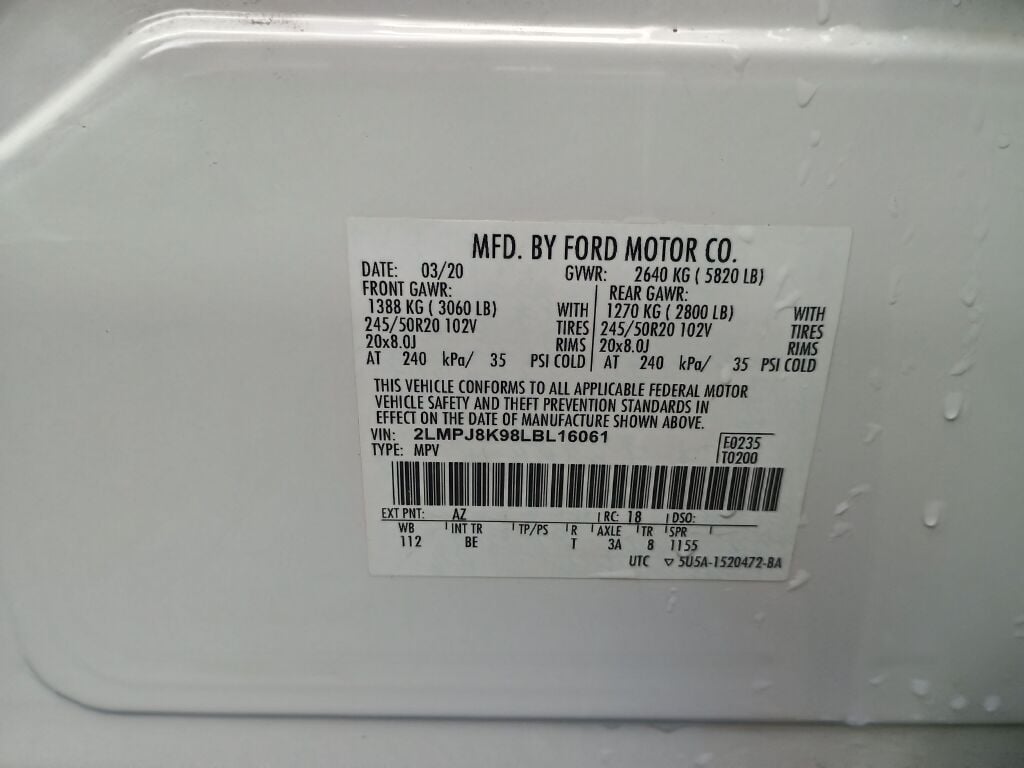 MFD. BY FORD MOTOR CO.
DATE: 03/20 GVWR: 2640 KG ( 5820 LB)
FRONT GAWR: REAR GAWR:
1388 KG ( 3060 LB) WITH 1270 KG ( 2800 LB) WITH
245/50R20 102V TIRES 245/50R20 102V TIRES
20x8.0J RIMS 20x8.0J RIMS
AT 240 kPa/ 35 PSI COLD AT 240 kPa/ 35 PSI COLD
THIS VEHICLE CONFORMS TO ALL APPLICABLE FEDERAL MOTOR
VEHICLE SAFETY AND THEFT PREVENTION STANDARDS IN
EFFECT ON THE DATE OF MANUFACTURE SHOWN ABOVE.
VIN: 2LMPJ8K98LBL16061 E0235
TYPE: MPV T0200
EXT PNT: AZ RC: 18 DSO:
WB INT TR TP/PS R AXLE TR SPR
112 BE T 3A 8 1155
UTC ▽ 5U5A-1520472-BA